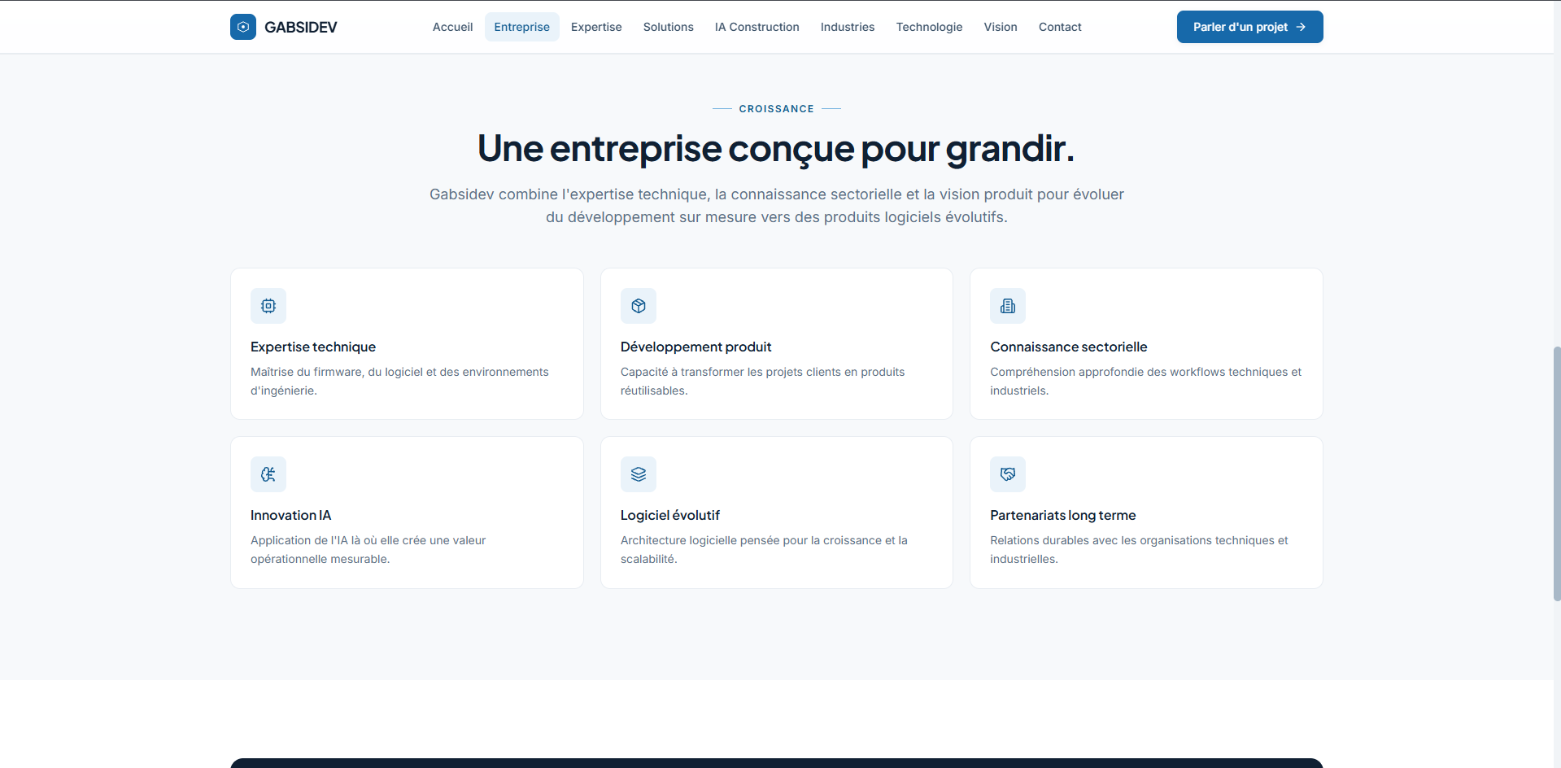 GABSIDEV
Accueil
Entreprise
Expertise
Solutions
IA Construction
Industries
Technologie
Vision
Contact
Parler d'un projet →
CROISSANCE
Une entreprise conçue pour grandir.
Gabsidev combine l'expertise technique, la connaissance sectorielle et la vision produit pour évoluer
du développement sur mesure vers des produits logiciels évolutifs.
Expertise technique
Maîtrise du firmware, du logiciel et des environnements
d'ingénierie.
Développement produit
Capacité à transformer les projets clients en produits
réutilisables.
Connaissance sectorielle
Compréhension approfondie des workflows techniques et
industriels.
Innovation IA
Application de l'IA là où elle crée une valeur
opérationnelle mesurable.
Logiciel évolutif
Architecture logicielle pensée pour la croissance et la
scalabilité.
Partenariats long terme
Relations durables avec les organisations techniques et
industrielles.